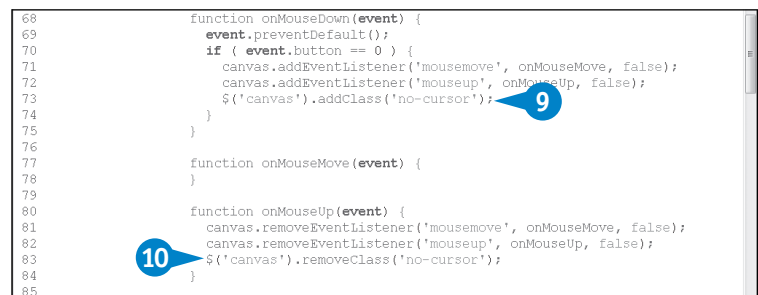 68 function onMouseDown(event) {
69 event.preventDefault();
70 if ( event.button == 0 ) {
71 canvas.addEventListener('mousemove', onMouseMove, false);
72 canvas.addEventListener('mouseup', onMouseUp, false);
73 $('canvas').addClass('no-cursor'); 9
74 }
75 }
76
77 function onMouseMove(event) {
78 }
79
80 function onMouseUp(event) {
81 canvas.removeEventListener('mousemove', onMouseMove, false);
82 canvas.removeEventListener('mouseup', onMouseUp, false);
83 10 $('canvas').removeClass('no-cursor');
84 }
85